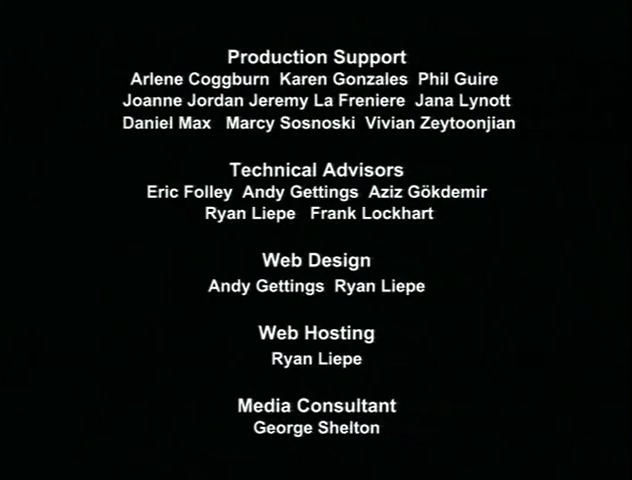 Production Support
Arlene Coggburn Karen Gonzales Phil Guire
Joanne Jordan Jeremy La Freniere Jana Lynott
Daniel Max Marcy Sosnoski Vivian Zeytoonjian
Technical Advisors
Eric Folley Andy Gettings Aziz Gökdemir
Ryan Liepe Frank Lockhart
Web Design
Andy Gettings Ryan Liepe
Web Hosting
Ryan Liepe
Media Consultant
George Shelton